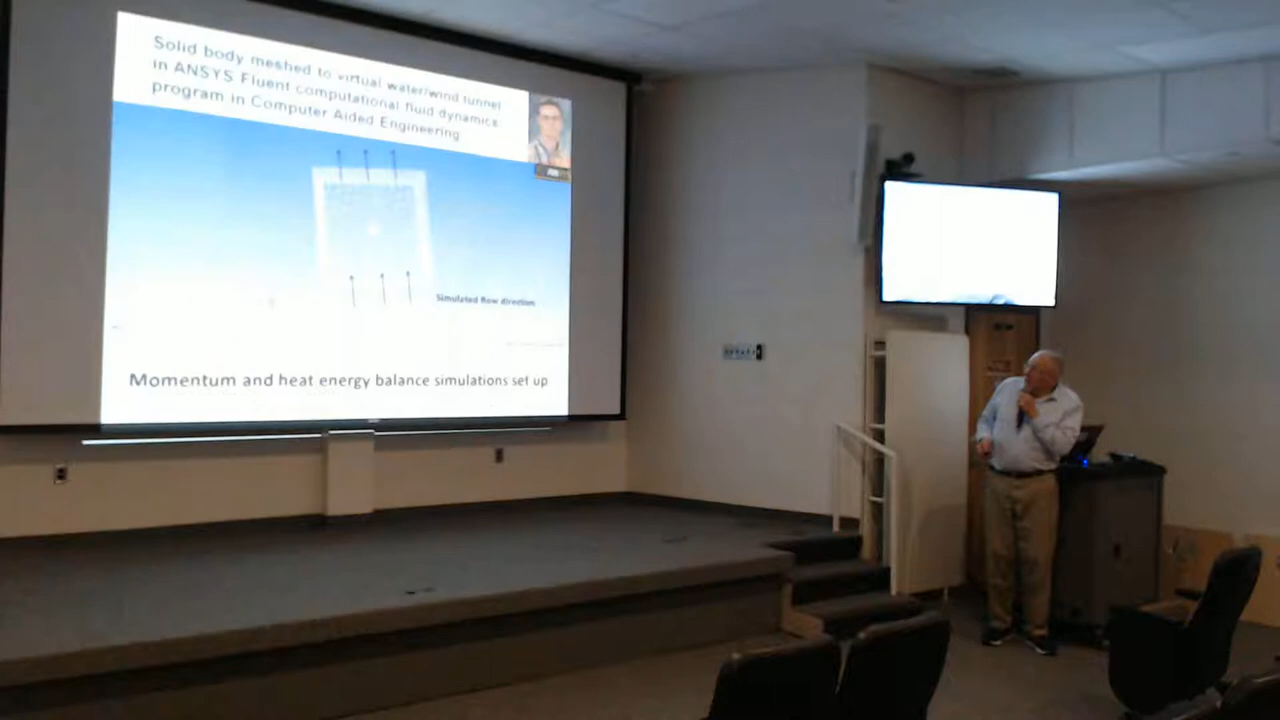 Solid body meshed to virtual water/wind tunnel
in ANSYS Fluent computational fluid dynamics
program in Computer Aided Engineering
Simulated flow direction
Momentum and heat energy balance simulations set up